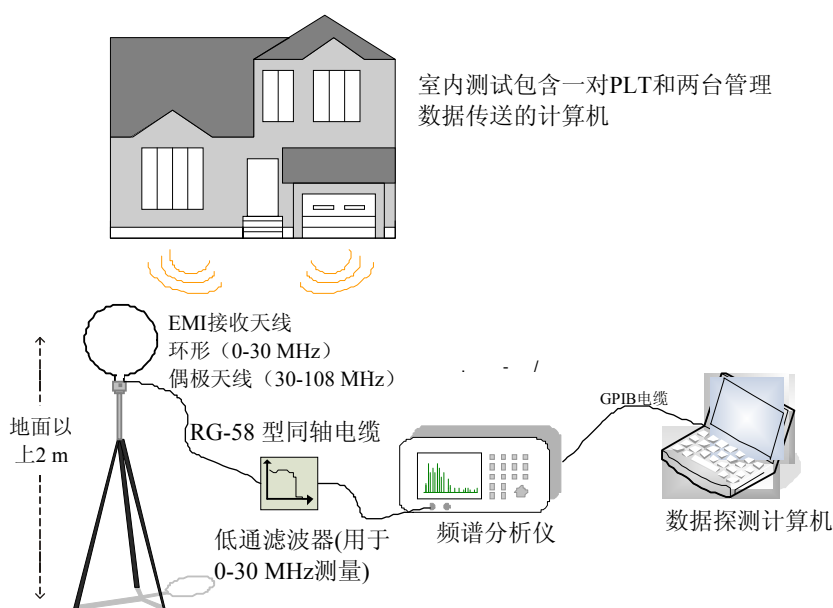 室内测试包含一对PLT和两台管理
数据传送的计算机
EMI接收天线
环形（0-30 MHz）
偶极天线（30-108 MHz）
地面以
上2 m
RG-58 型同轴电缆
GPIB电缆
低通滤波器(用于
0-30 MHz测量)
频谱分析仪
数据探测计算机